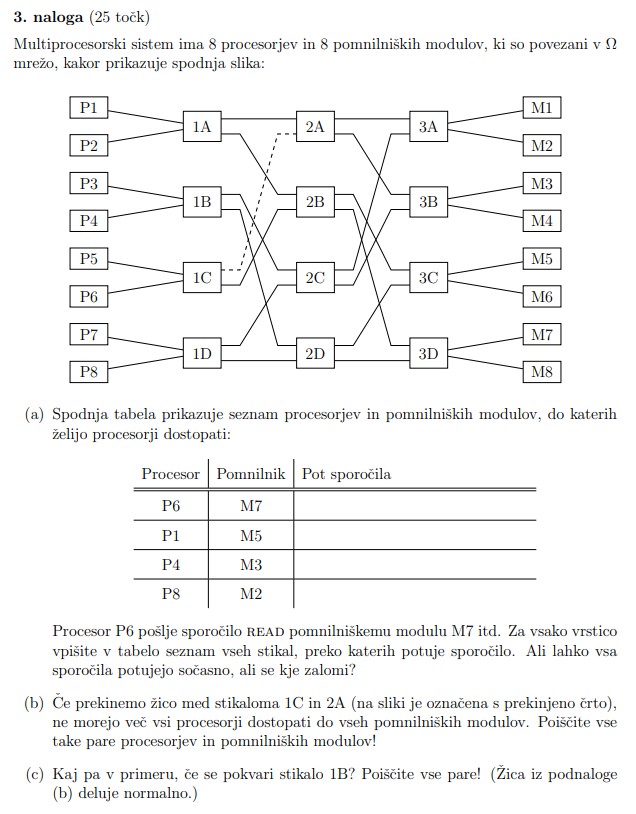 3. naloga (25 točk)
Multiprocesorski sistem ima 8 procesorjev in 8 pomnilniških modulov, ki so povezani v Ω
mrežo, kakor prikazuje spodnja slika:
P1 M1
1A 2A 3A
P2 M2
P3 M3
1B 2B 3B
P4 M4
P5 M5
1C 2C 3C
P6 M6
P7 M7
1D 2D 3D
P8 M8
(a) Spodnja tabela prikazuje seznam procesorjev in pomnilniških modulov, do katerih
želijo procesorji dostopati:
Procesor Pomnilnik Pot sporočila
P6 M7
P1 M5
P4 M3
P8 M2
Procesor P6 pošlje sporočilo READ pomnilniškemu modulu M7 itd. Za vsako vrstico
vpišite v tabelo seznam vseh stikal, preko katerih potuje sporočilo. Ali lahko vsa
sporočila potujejo sočasno, ali se kje zalomi?
(b) Če prekinemo žico med stikaloma 1C in 2A (na sliki je označena s prekinjeno črto),
ne morejo več vsi procesorji dostopati do vseh pomnilniških modulov. Poiščite vse
take pare procesorjev in pomnilniških modulov!
(c) Kaj pa v primeru, če se pokvari stikalo 1B? Poiščite vse pare! (Žica iz podnaloge
(b) deluje normalno.)